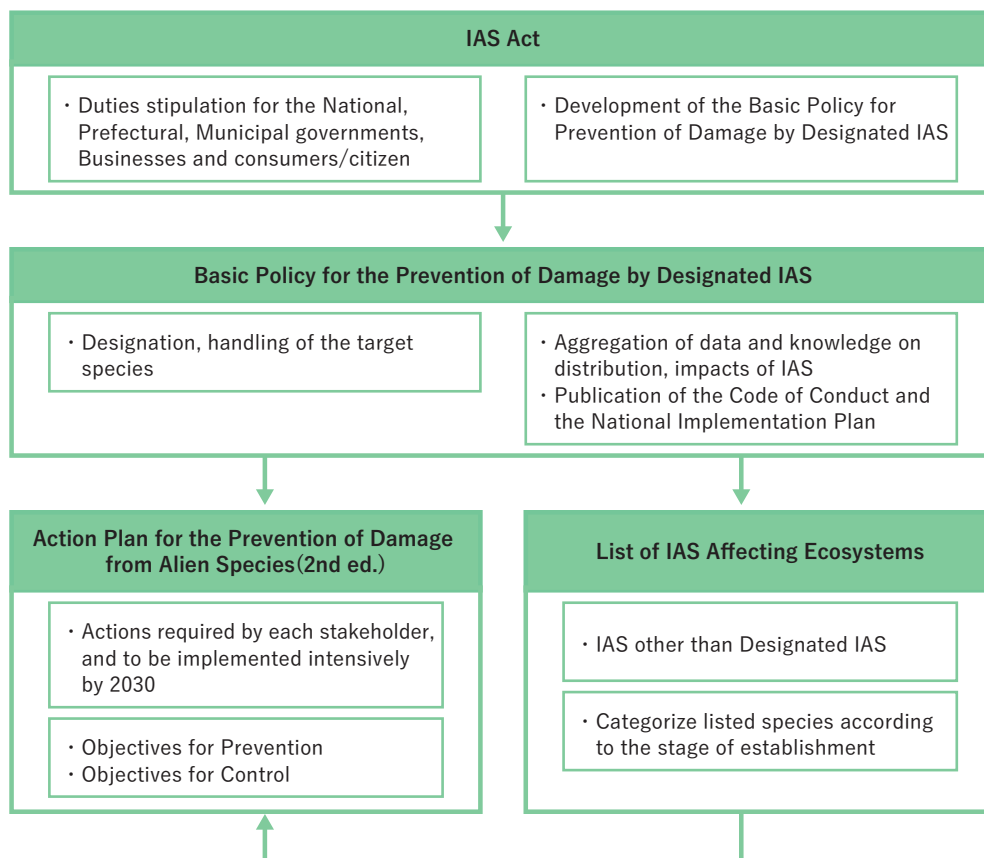 IAS Act
・Duties stipulation for the National,
Prefectural, Municipal governments,
Businesses and consumers/citizen
・Development of the Basic Policy for
Prevention of Damage by Designated IAS
Basic Policy for the Prevention of Damage by Designated IAS
・Designation, handling of the target
species
・Aggregation of data and knowledge on
distribution, impacts of IAS
・Publication of the Code of Conduct and
the National Implementation Plan
Action Plan for the Prevention of Damage
from Alien Species(2nd ed.)
・Actions required by each stakeholder,
and to be implemented intensively
by 2030
・Objectives for Prevention
・Objectives for Control
List of IAS Affecting Ecosystems
・IAS other than Designated IAS
・Categorize listed species according
to the stage of establishment